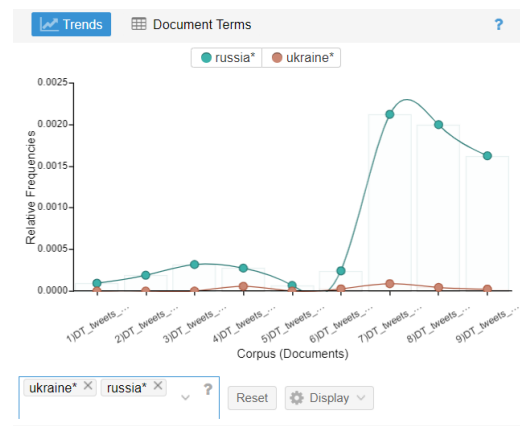 Trends Document Terms ?
russia* ukraine*
0.0025
0.0020
0.0015
0.0010
0.0005
0.0000
Relative Frequencies
1)DT_tweets_... 2)DT_tweets_... 3)DT_tweets_... 4)DT_tweets_... 5)DT_tweets_... 6)DT_tweets_... 7)DT_tweets_... 8)DT_tweets_... 9)DT_tweets_...
Corpus (Documents)
ukraine* × russia* × ? Reset Display